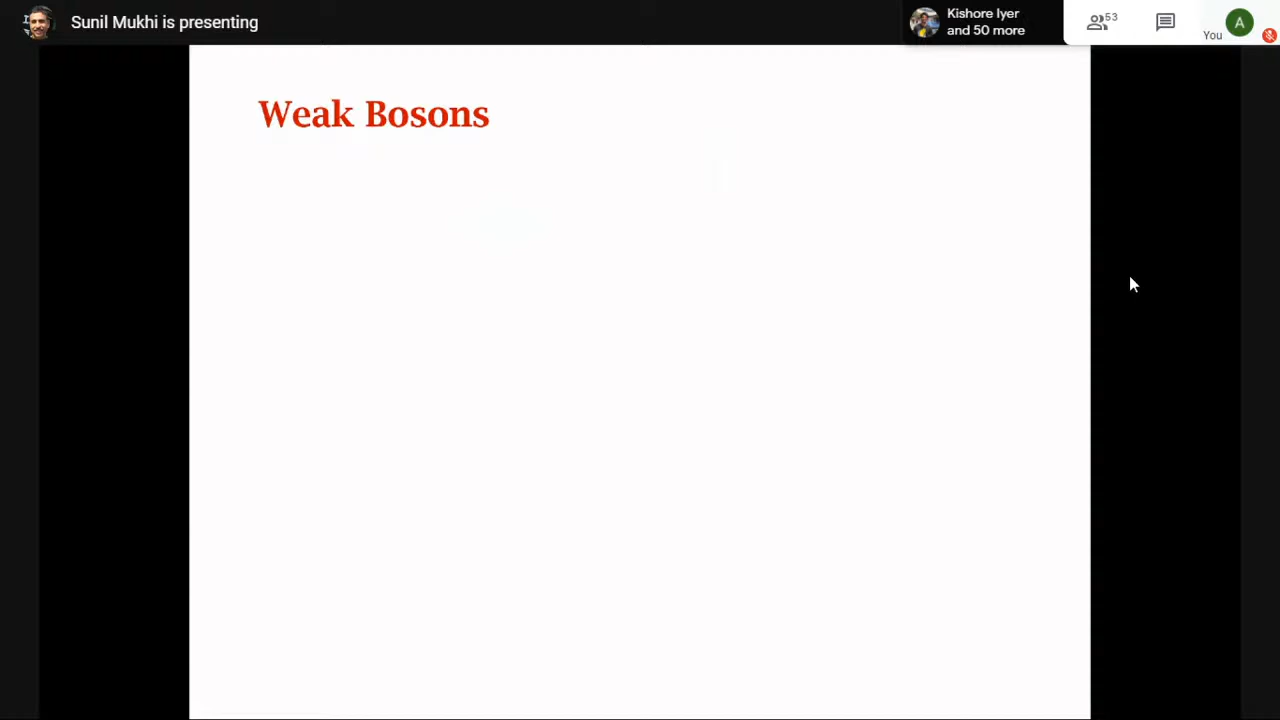 Sunil Mukhi is presenting
Kishore Iyer
and 50 more
53
You
A
Weak Bosons